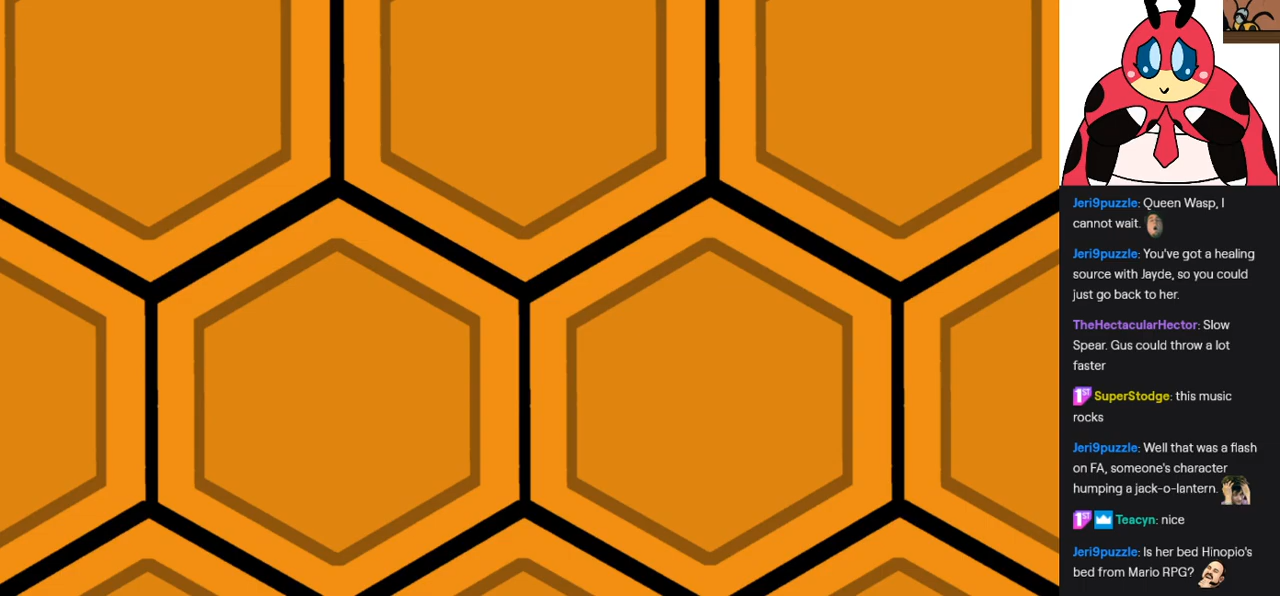 Jeri9puzzle: Queen Wasp, I
cannot wait.
Jeri9puzzle: You've got a healing
source with Jayde, so you could
just go back to her.
TheHectacularHector: Slow
Spear. Gus could throw a lot
faster
1ST SuperStodge: this music
rocks
Jeri9puzzle: Well that was a flash
on FA, someone's character
humping a jack-o-lantern.
1ST Teacyn: nice
Jeri9puzzle: Is her bed Hinopio's
bed from Mario RPG?